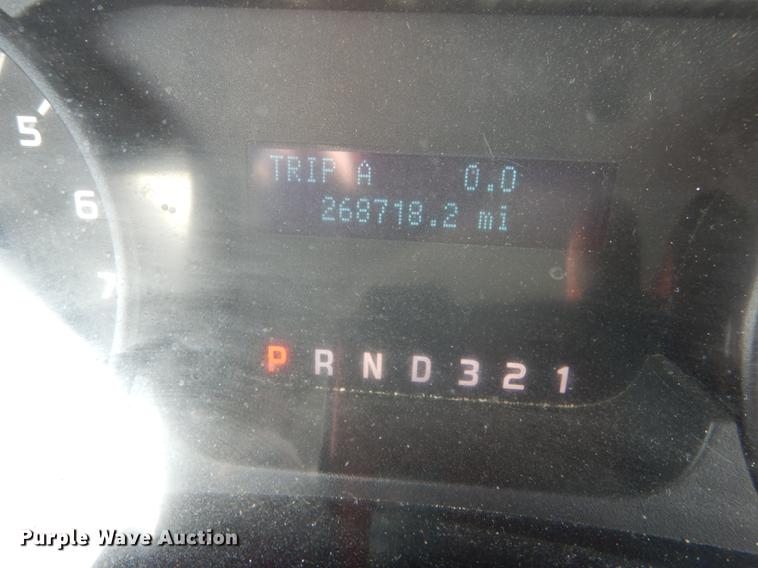 5
TRIP A 0.0
6
268718.2 mi
7
P R N D 3 2 1
Purple Wave Auction